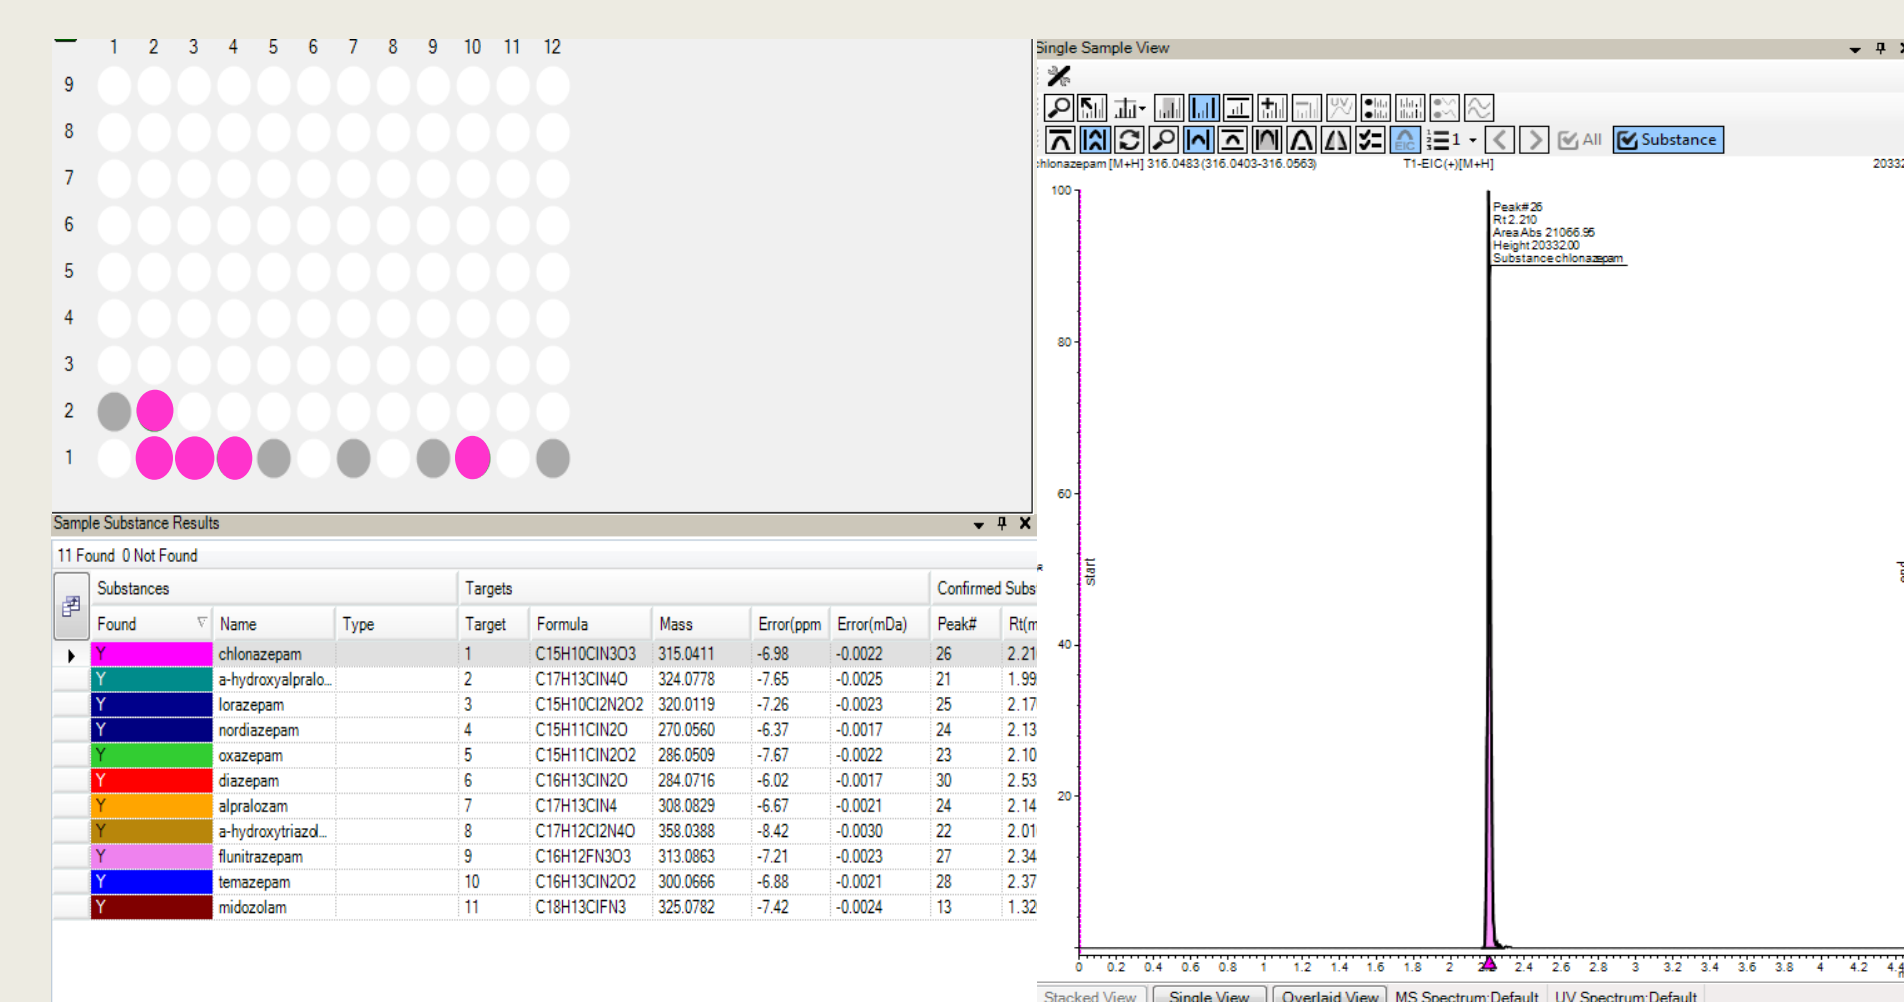 1 2 3 4 5 6 7 8 9 10 11 12
9
8
7
6
5
4
3
2
1
Sample Substance Results
11 Found 0 Not Found
Substances Targets Confirmed Subs
Found Name Type Target Formula Mass Error(ppm Error(mDa) Peak# Rt(m
Y chlonazepam 1 C15H10ClN3O3 315.0411 -6.98 -0.0022 26 2.21
Y a-hydroxyalpralo... 2 C17H13ClN4O 324.0778 -7.65 -0.0025 21 1.99
Y lorazepam 3 C15H10Cl2N2O2 320.0119 -7.26 -0.0023 25 2.17
Y nordiazepam 4 C15H11ClN2O 270.0560 -6.37 -0.0017 24 2.13
Y oxazepam 5 C15H11ClN2O2 286.0509 -7.67 -0.0022 23 2.10
Y diazepam 6 C16H13ClN2O 284.0716 -6.02 -0.0017 30 2.53
Y alpralozam 7 C17H13ClN4 308.0829 -6.67 -0.0021 24 2.14
Y a-hydroxytriazol... 8 C17H12Cl2N4O 358.0388 -8.42 -0.0030 22 2.01
Y flunitrazepam 9 C16H12FN3O3 313.0863 -7.21 -0.0023 27 2.34
Y temazepam 10 C16H13ClN2O2 300.0666 -6.88 -0.0021 28 2.37
Y midozolam 11 C18H13ClFN3 325.0782 -7.42 -0.0024 13 1.32
Single Sample View
UV
EIC 1 All Substance
hlonazepam [M+H] 316.0483 (316.0403-316.0563) T1-EIC(+)[M+H] 20332
100
Peak# 26
Rt 2.210
Area Abs 21066.95
Height 20332.00
Substance chlonazepam
80
60
start end
40
20
0 0.2 0.4 0.6 0.8 1 1.2 1.4 1.6 1.8 2 2.4 2.6 2.8 3 3.2 3.4 3.6 3.8 4 4.2 4.4
Stacked View Single View Overlaid View MS Spectrum:Default UV Spectrum:Default